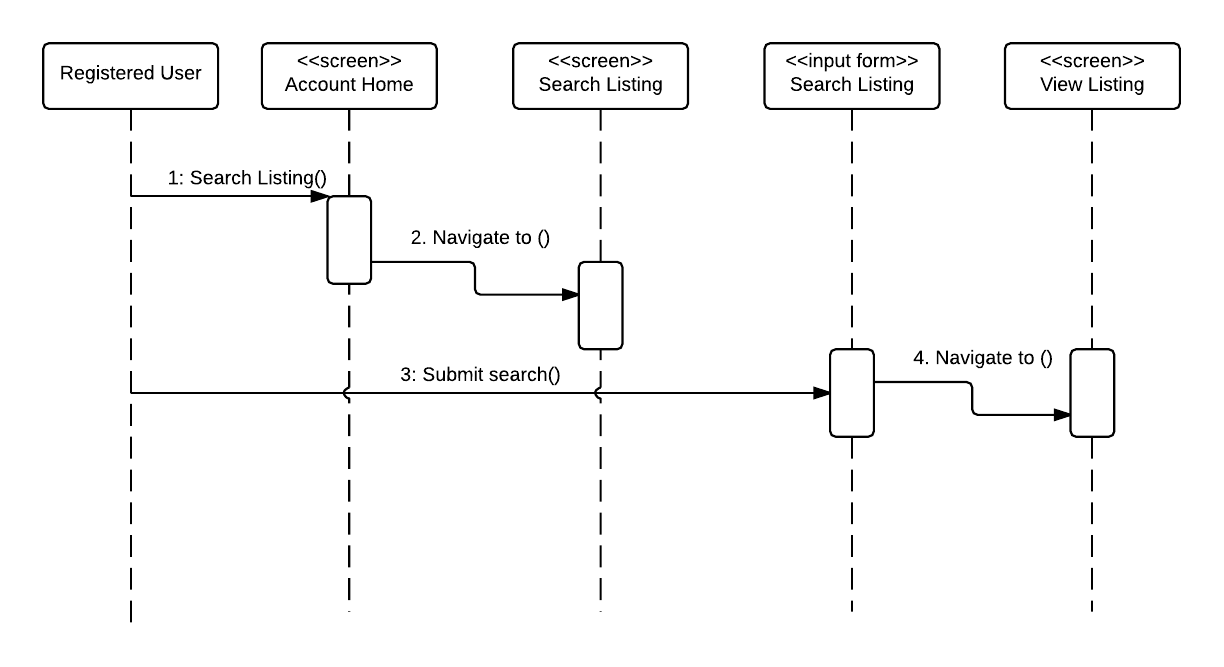 Registered User
<<screen>>
Account Home
<<screen>>
Search Listing
<<input form>>
Search Listing
<<screen>>
View Listing
1: Search Listing()
2. Navigate to ()
3: Submit search()
4. Navigate to ()